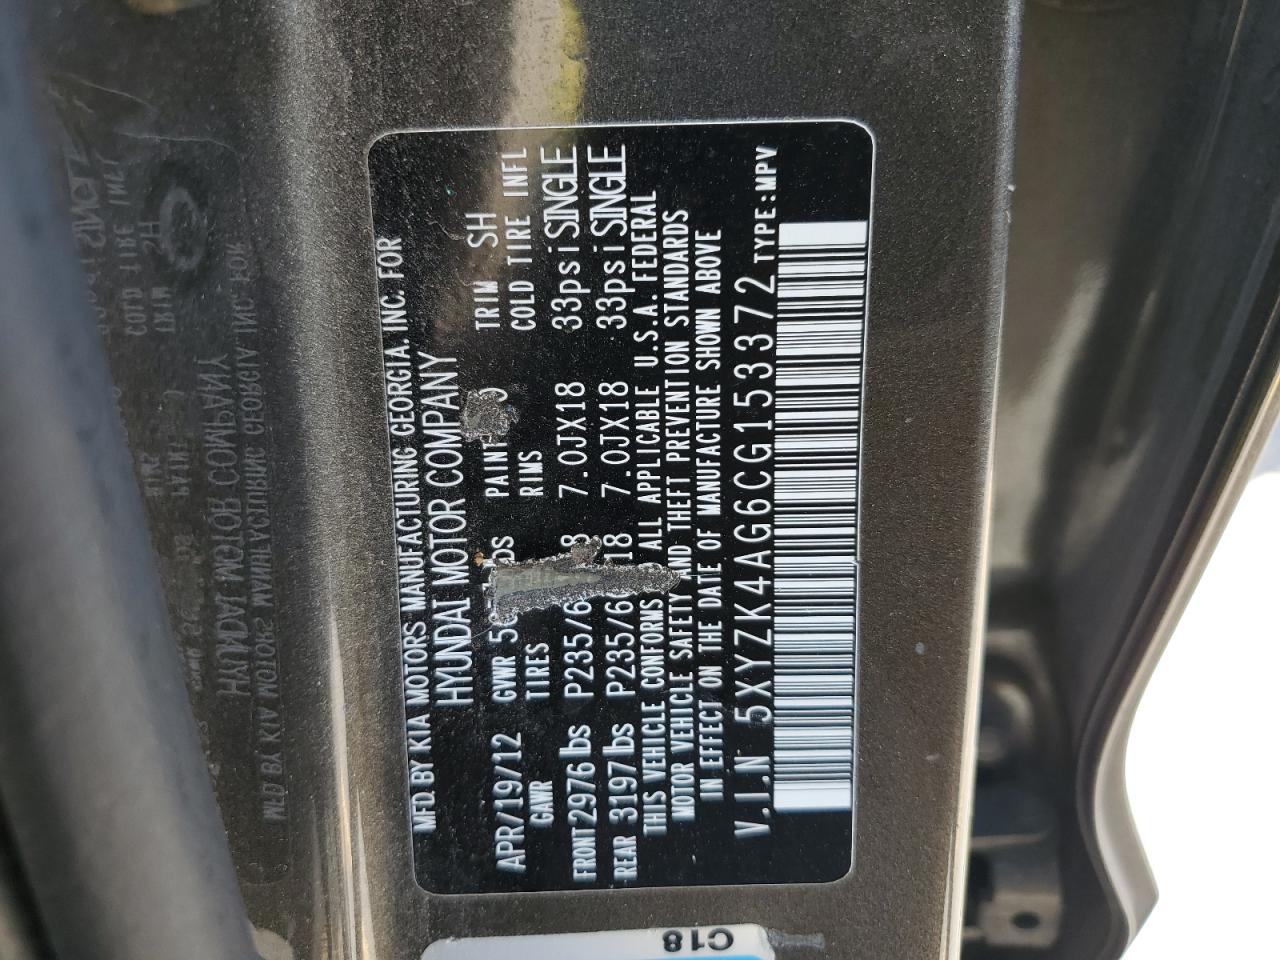 MFD. BY KIA MOTORS MANUFACTURING GEORGIA. INC. FOR
HYUNDAI MOTOR COMPANY
APR/19/12 GVWR PAINT TRIM SH
GAWR TIRES RIMS COLD TIRE INFL
FRONT 2976lbs P235/6 8 7.0JX18 33psi SINGLE
REAR 3197lbs P235/6 18 7.0JX18 33psi SINGLE
THIS VEHICLE CONFORMS ALL APPLICABLE U.S.A. FEDERAL
MOTOR VEHICLE SAFETY AND THEFT PREVENTION STANDARDS
IN EFFECT ON THE DATE OF MANUFACTURE SHOWN ABOVE
V.I.N 5XYZK4AG6CG153372 TYPE:MPV
C18